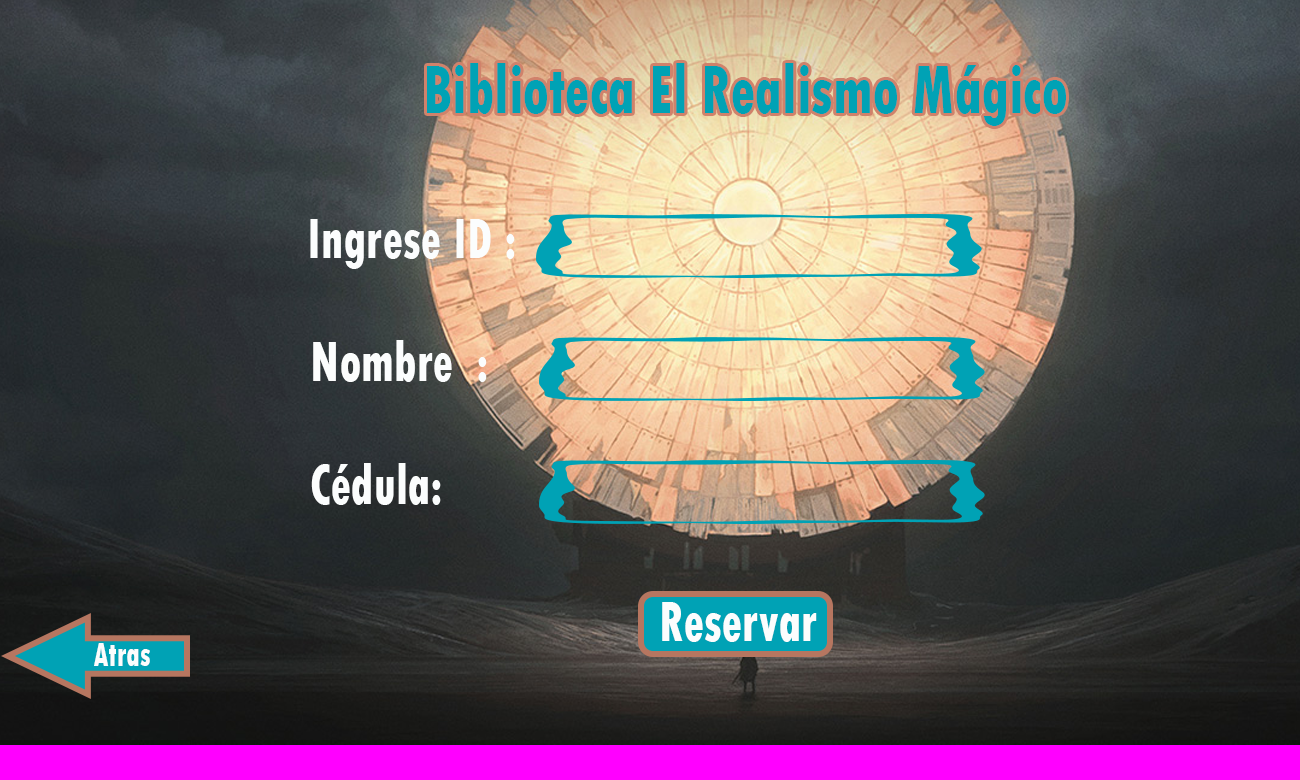 Biblioteca El Realismo Mágico
Ingrese ID :
Nombre :
Cédula:
Reservar
Atras